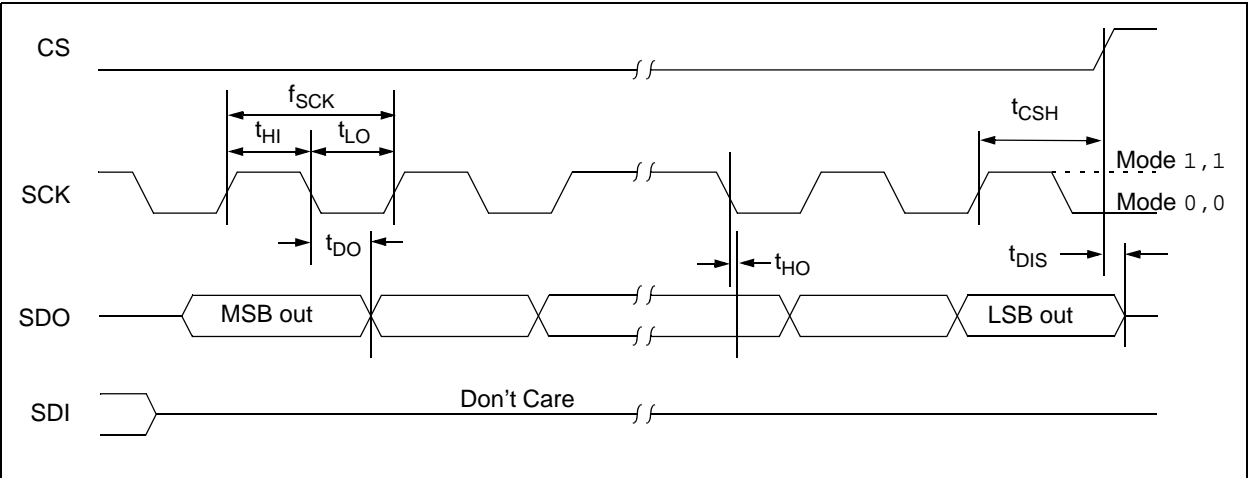 CS
fSCK
tHI
tLO
tCSH
SCK
Mode 1,1
Mode 0,0
tDO
tHO
tDIS
SDO
MSB out
LSB out
SDI
Don't Care